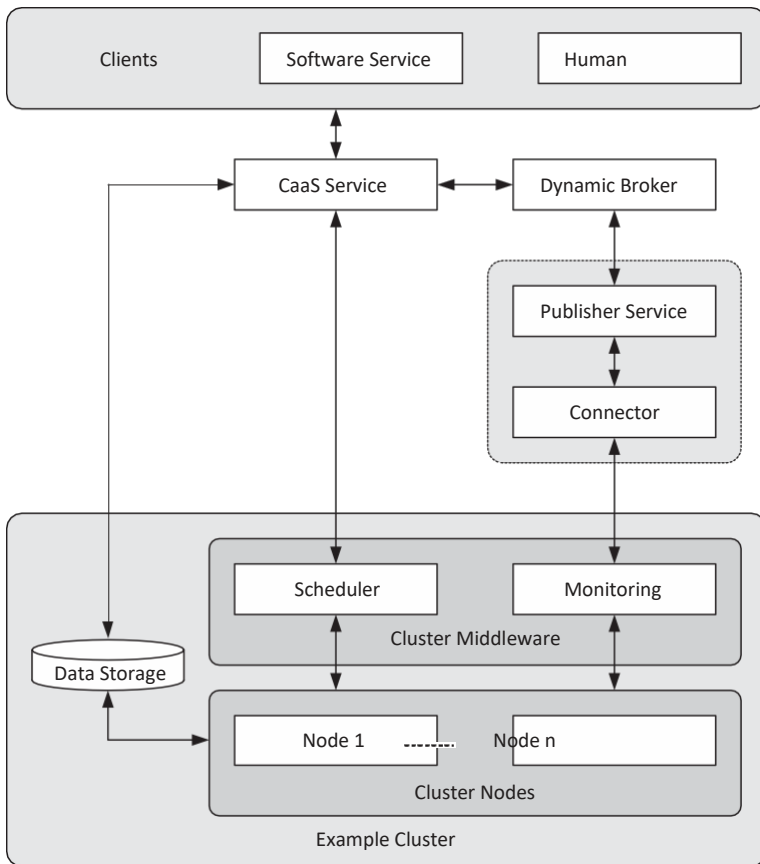 Clients
Software Service
Human
CaaS Service
Dynamic Broker
Publisher Service
Connector
Scheduler
Monitoring
Cluster Middleware
Data Storage
Node 1
Node n
Cluster Nodes
Example Cluster